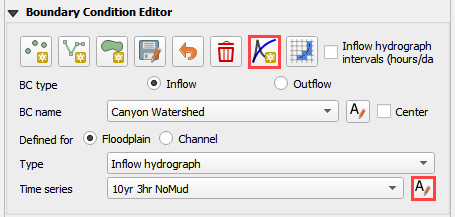 Boundary Condition Editor
Inflow hydrograph
intervals (hours/da
BC type
Inflow
Outflow
BC name
Canyon Watershed
A
Center
Defined for
Floodplain
Channel
Type
Inflow hydrograph
Time series
10yr 3hr NoMud
A